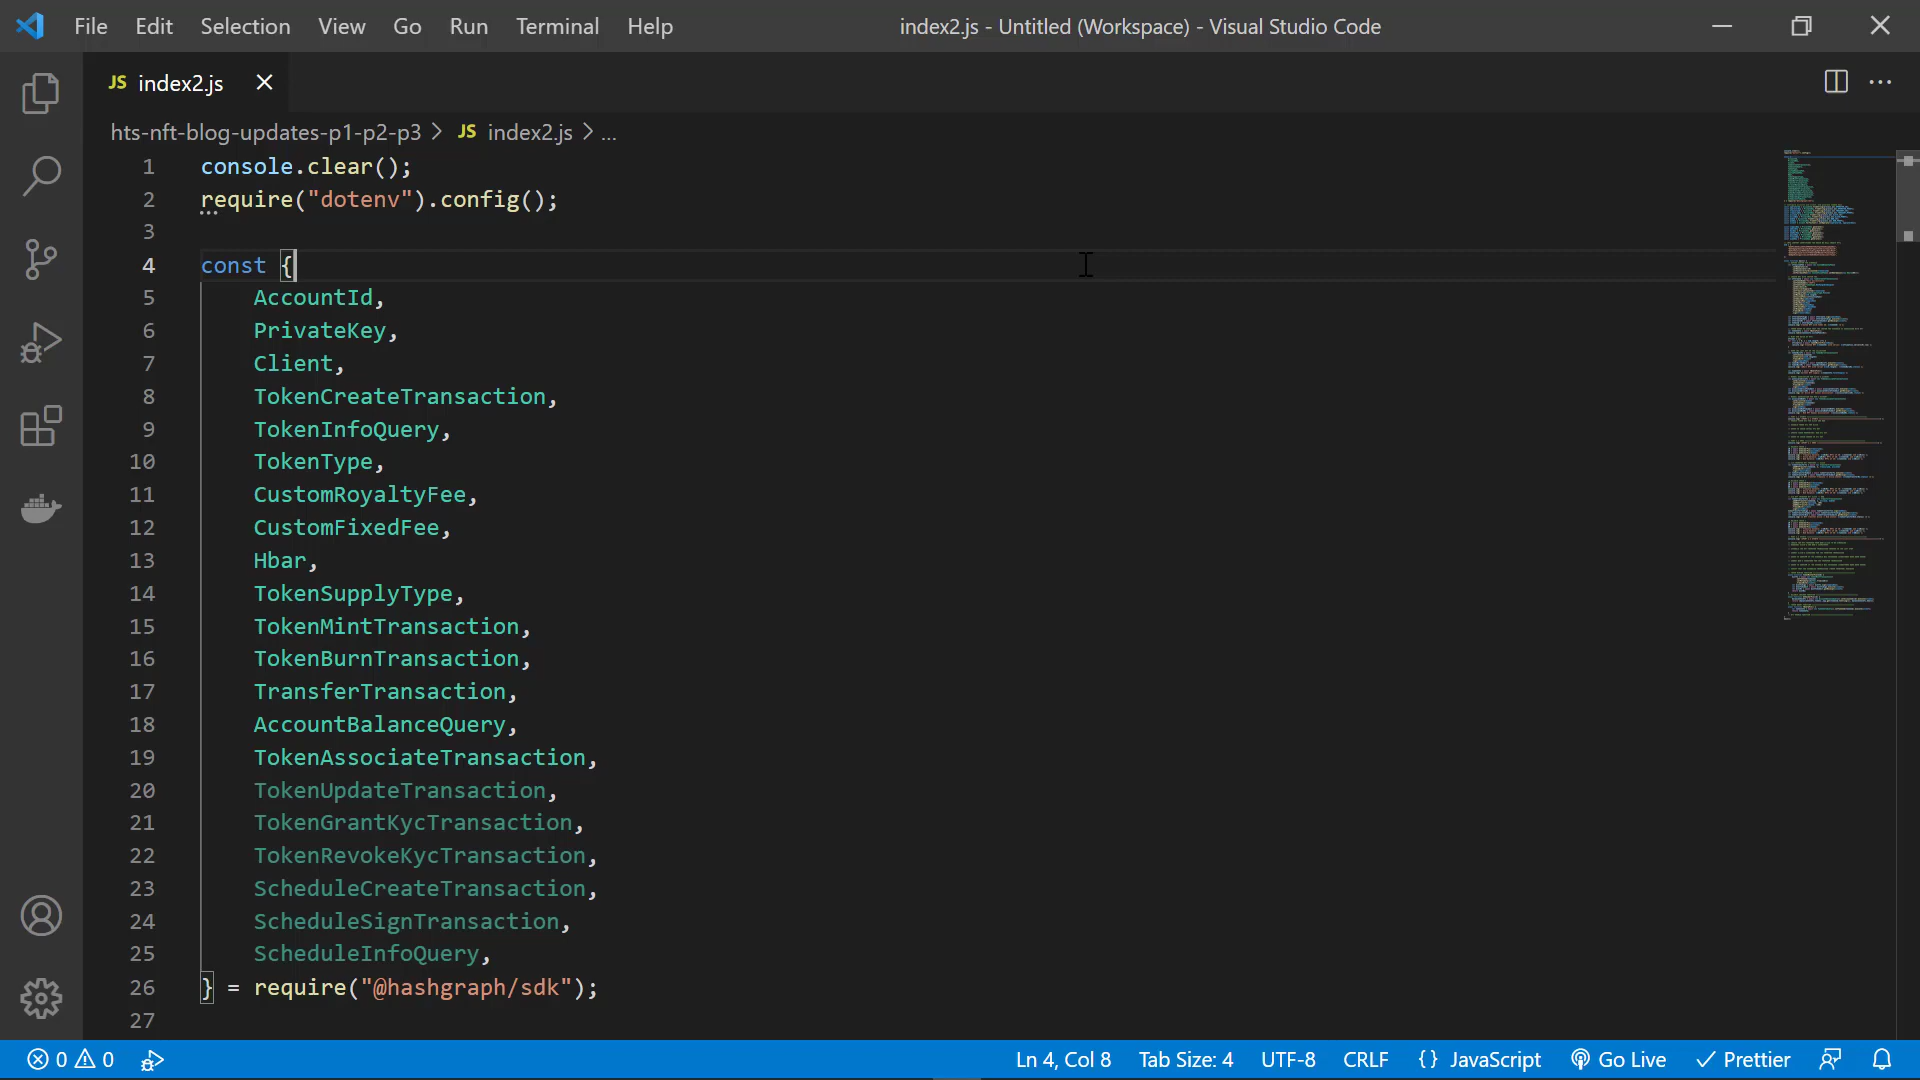 File Edit Selection View Go Run Terminal Help index2.js - Untitled (Workspace) - Visual Studio Code
JS index2.js
hts-nft-blog-updates-p1-p2-p3 > JS index2.js > ...
1 console.clear();
2 require("dotenv").config();
3
4 const {
5 AccountId,
6 PrivateKey,
7 Client,
8 TokenCreateTransaction,
9 TokenInfoQuery,
10 TokenType,
11 CustomRoyaltyFee,
12 CustomFixedFee,
13 Hbar,
14 TokenSupplyType,
15 TokenMintTransaction,
16 TokenBurnTransaction,
17 TransferTransaction,
18 AccountBalanceQuery,
19 TokenAssociateTransaction,
20 TokenUpdateTransaction,
21 TokenGrantKycTransaction,
22 TokenRevokeKycTransaction,
23 ScheduleCreateTransaction,
24 ScheduleSignTransaction,
25 ScheduleInfoQuery,
26 } = require("@hashgraph/sdk");
27
0 0 Ln 4, Col 8 Tab Size: 4 UTF-8 CRLF {} JavaScript Go Live Prettier